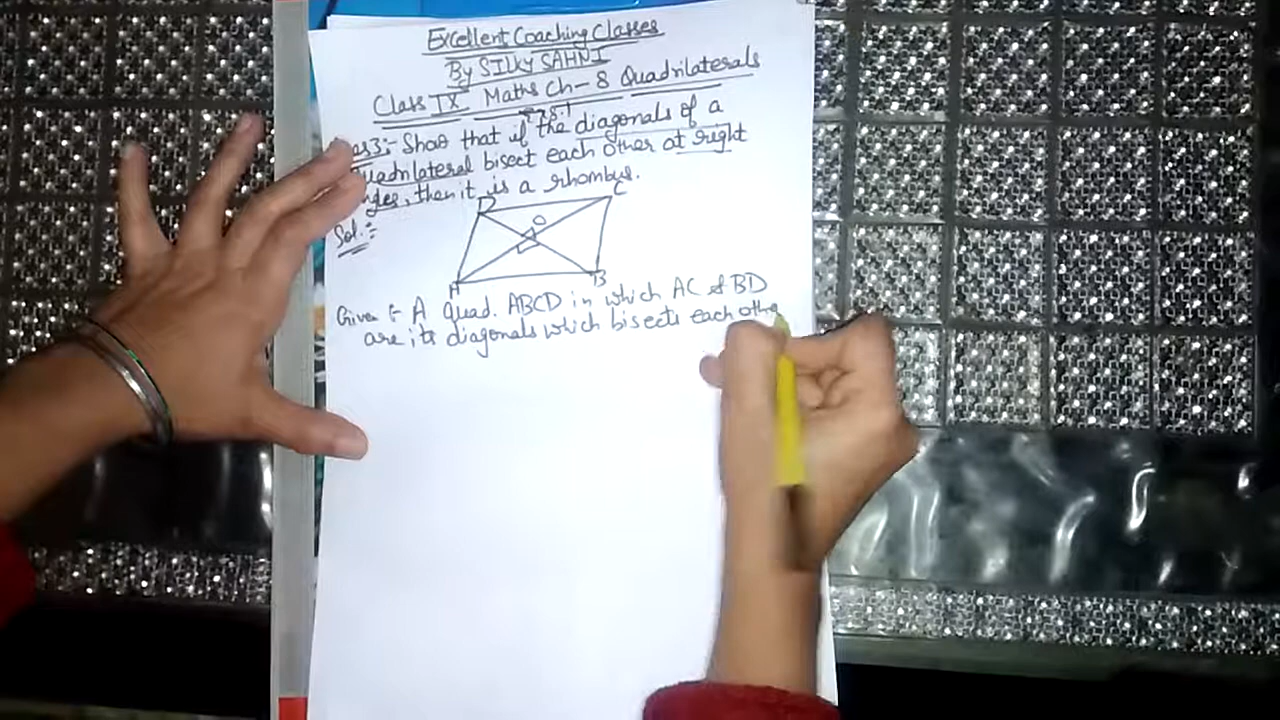 Excellent Coaching Classes
By SILKY SAHNI
Class IX Maths Ch-8 Quadrilaterals
Show that if the diagonals of a
Quadrilateral bisect each other at right
then it is a rhombus.
Sol.:-
D C
O
A B
Given :- A Quad. ABCD in which AC & BD
are its diagonals which bisects each othe